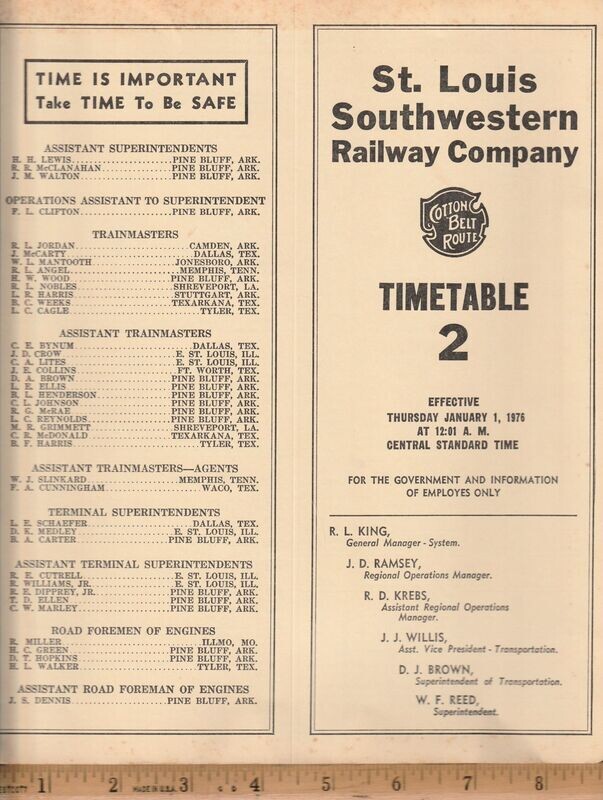 TIME IS IMPORTANT
Take TIME To Be SAFE
ASSISTANT SUPERINTENDENTS
H. H. LEWIS......................PINE BLUFF, ARK.
R. R. McCLANAHAN...............PINE BLUFF, ARK.
J. M. WALTON....................PINE BLUFF, ARK.
OPERATIONS ASSISTANT TO SUPERINTENDENT
F. L. CLIFTON....................PINE BLUFF, ARK.
TRAINMASTERS
R. L. JORDAN........................CAMDEN, ARK.
J. McCARTY..........................DALLAS, TEX.
W. L. MANTOOTH.................JONESBORO, ARK.
R. L. ANGEL.......................MEMPHIS, TENN.
H. W. WOOD......................PINE BLUFF, ARK.
R. L. NOBLES.....................SHREVEPORT, LA.
L. R. HARRIS.....................STUTTGART, ARK.
B. C. WEEKS.....................TEXARKANA, TEX.
L. C. CAGLE...........................TYLER, TEX.
ASSISTANT TRAINMASTERS
C. E. BYNUM.........................DALLAS, TEX.
J. D. CROW.......................E. ST. LOUIS, ILL.
C. A. LITES.......................E. ST. LOUIS, ILL.
J. E. COLLINS.....................FT. WORTH, TEX.
D. A. BROWN.....................PINE BLUFF, ARK.
L. E. ELLIS.......................PINE BLUFF, ARK.
B. L. HENDERSON................PINE BLUFF, ARK.
C. L. JOHNSON...................PINE BLUFF, ARK.
R. G. McRAE.....................PINE BLUFF, ARK.
L. C. REYNOLDS..................PINE BLUFF, ARK.
M. R. GRIMMETT.................SHREVEPORT, LA.
C. R. McDONALD.................TEXARKANA, TEX.
B. F. HARRIS..........................TYLER, TEX.
ASSISTANT TRAINMASTERS—AGENTS
W. J. SLINKARD...................MEMPHIS, TENN.
F. A. CUNNINGHAM...................WACO, TEX.
TERMINAL SUPERINTENDENTS
L. E. SCHAEFER......................DALLAS, TEX.
D. K. MEDLEY.....................E. ST. LOUIS, ILL.
B. A. CARTER.....................PINE BLUFF, ARK.
ASSISTANT TERMINAL SUPERINTENDENTS
R. E. CUTRELL....................E. ST. LOUIS, ILL.
R. WILLIAMS, JR..................E. ST. LOUIS, ILL.
R. E. DIPPREY, JR.................PINE BLUFF, ARK.
T. D. ELLEN......................PINE BLUFF, ARK.
C. W. MARLEY....................PINE BLUFF, ARK.
ROAD FOREMEN OF ENGINES
R. MILLER............................ILLMO, MO.
H. C. GREEN......................PINE BLUFF, ARK.
D. T. HOPKINS....................PINE BLUFF, ARK.
H. L. WALKER.........................TYLER, TEX.
ASSISTANT ROAD FOREMAN OF ENGINES
J. S. DENNIS......................PINE BLUFF, ARK.
St. Louis
Southwestern
Railway Company
COTTON
BELT
ROUTE
TIMETABLE
2
EFFECTIVE
THURSDAY JANUARY 1, 1976
AT 12:01 A. M.
CENTRAL STANDARD TIME
FOR THE GOVERNMENT AND INFORMATION
OF EMPLOYES ONLY
R. L. KING,
General Manager - System.
J. D. RAMSEY,
Regional Operations Manager.
R. D. KREBS,
Assistant Regional Operations
Manager.
J. J. WILLIS,
Asst. Vice President - Transportation.
D. J. BROWN,
Superintendent of Transportation.
W. F. REED,
Superintendent.
1 2 3 4 5 6 7 8
WESTCOTT MADE IN U.S.A.